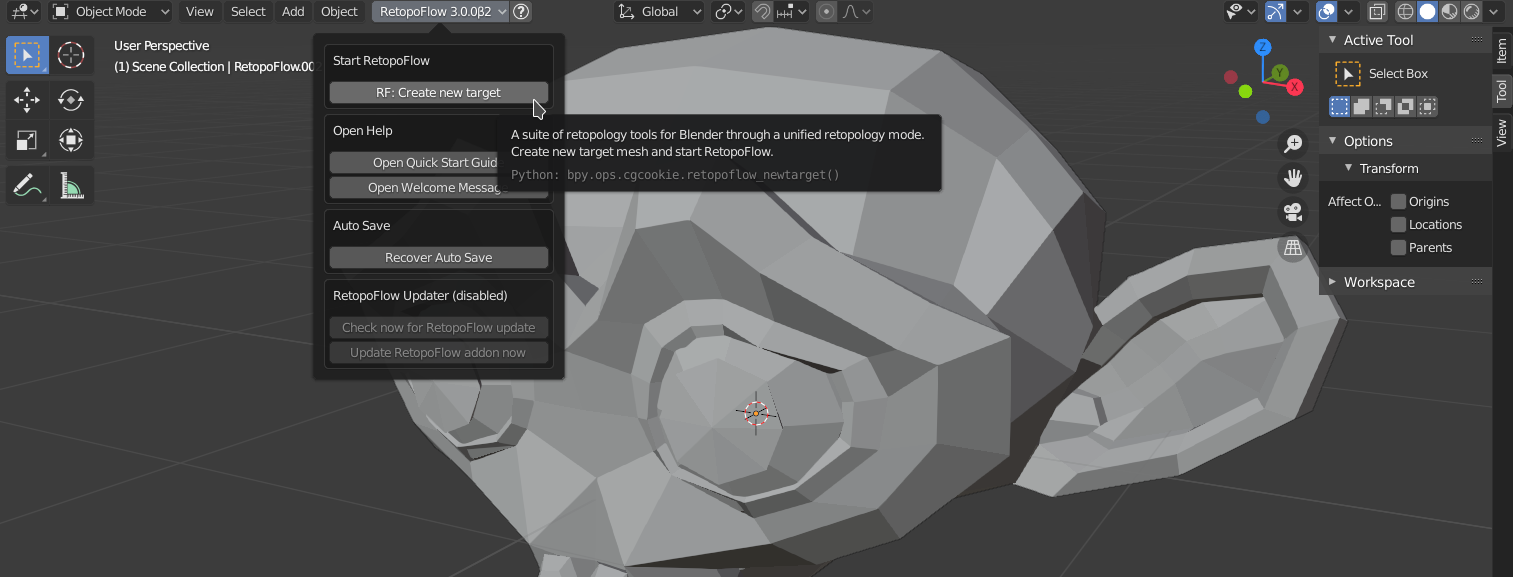 Object Mode
View
Select
Add
Object
RetopoFlow 3.0.0β2
?
Global
User Perspective
(1) Scene Collection | RetopoFlow.00
Start RetopoFlow
RF: Create new target
Open Help
Open Quick Start Guid
Open Welcome Messag
A suite of retopology tools for Blender through a unified retopology mode.
Create new target mesh and start RetopoFlow.
Python: bpy.ops.cgcookie.retopoflow_newtarget()
Auto Save
Recover Auto Save
RetopoFlow Updater (disabled)
Check now for RetopoFlow update
Update RetopoFlow addon now
Z
Y
X
Active Tool
Select Box
Options
Transform
Affect O...
Origins
Locations
Parents
Workspace
Item
Tool
View